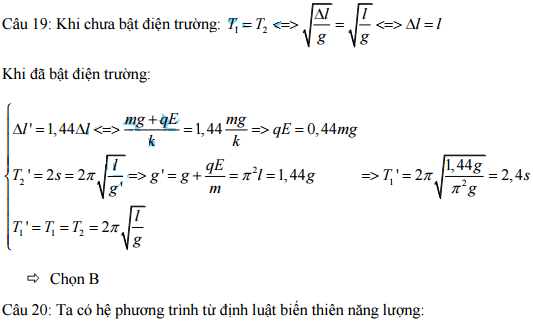 Câu 19: Khi chưa bật điện trường: T₁ = T₂ <=> √(Δl/g) = √(l/g) <=> Δl = l
Khi đã bật điện trường:
Δl' = 1,44Δl <=> (mg + qE)/k = 1,44 mg/k => qE = 0,44mg
T₂' = 2s = 2π√(l/g') => g' = g + qE/m = π²l = 1,44g => T₁' = 2π√(1,44g/(π²g)) = 2,4s
T₁' = T₁ = T₂ = 2π√(l/g)
⇨ Chọn B
Câu 20: Ta có hệ phương trình từ định luật biến thiên năng lượng: